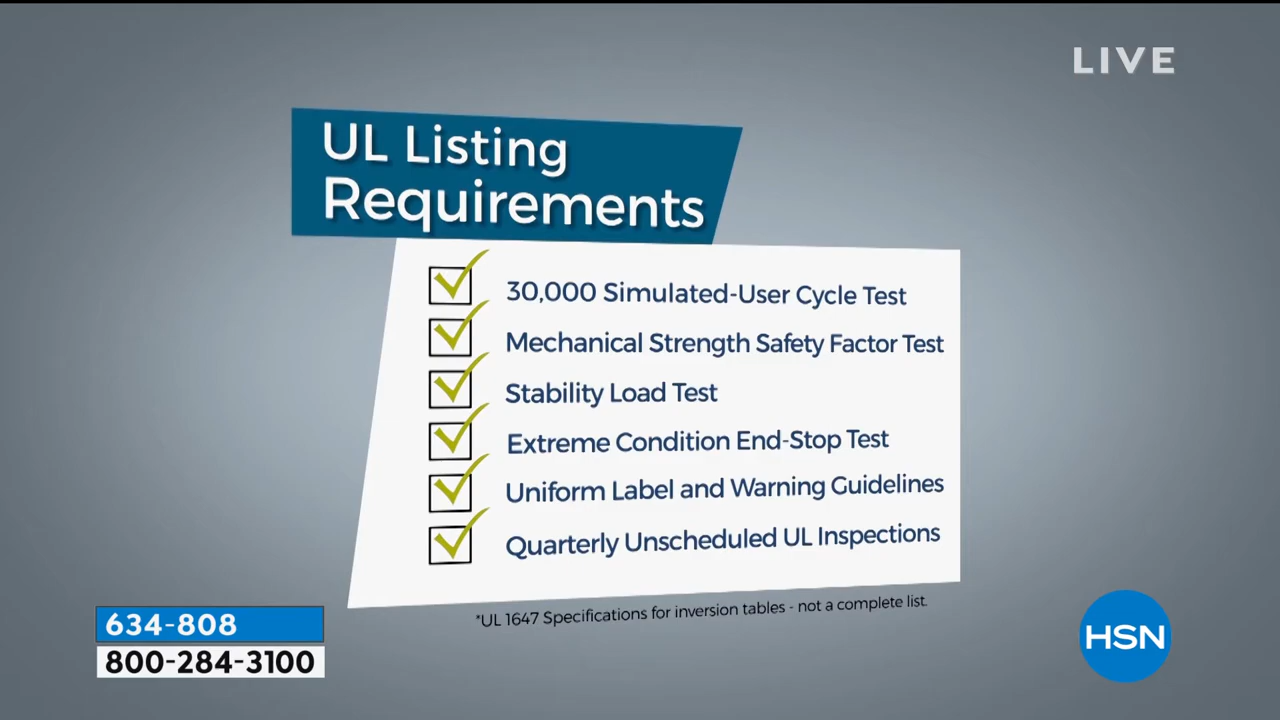 LIVE
UL Listing
Requirements
30,000 Simulated-User Cycle Test
Mechanical Strength Safety Factor Test
Stability Load Test
Extreme Condition End-Stop Test
Uniform Label and Warning Guidelines
Quarterly Unscheduled UL Inspections
*UL 1647 Specifications for inversion tables - not a complete list.
634-808
800-284-3100
HSN